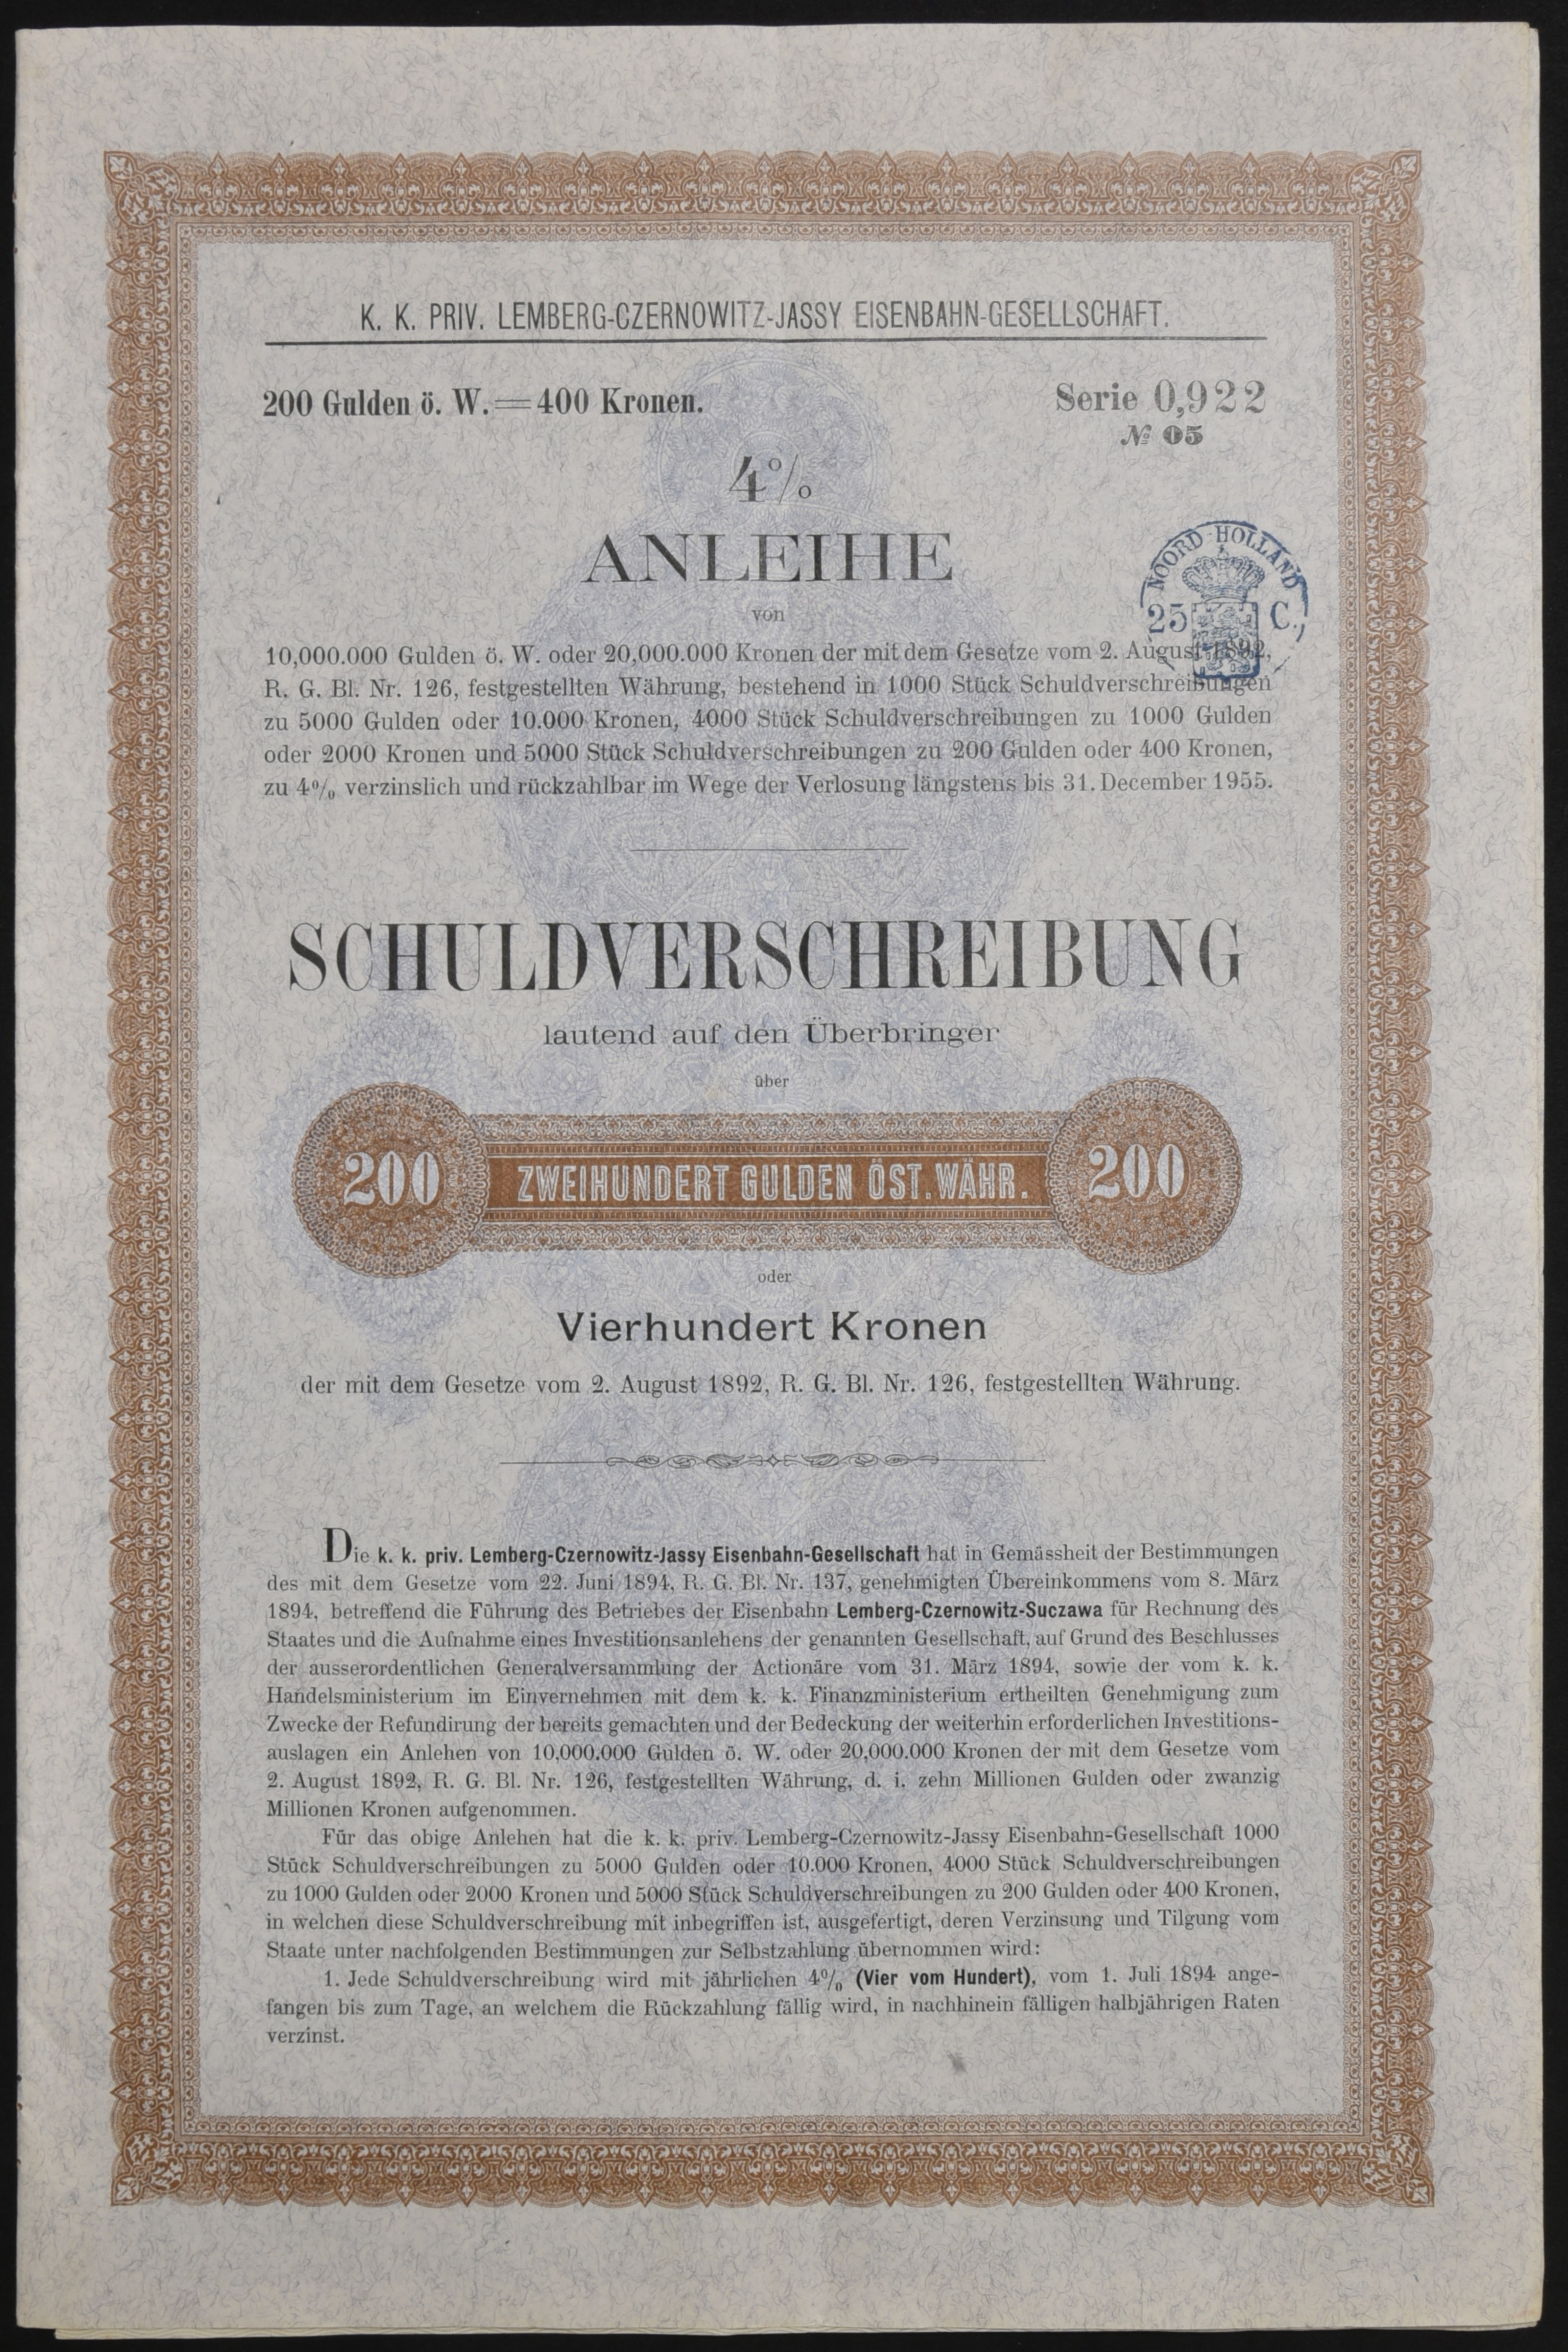 K. K. PRIV. LEMBERG-CZERNOWITZ-JASSY EISENBAHN-GESELLSCHAFT.
200 Gulden ö. W. = 400 Kronen.
Serie 0,922
№ 05
4%
ANLEIHE
NOORD-HOLLAND
25 C.
von
10,000.000 Gulden ö. W. oder 20,000.000 Kronen der mit dem Gesetze vom 2. August 1892,
R. G. Bl. Nr. 126, festgestellten Währung, bestehend in 1000 Stück Schuldverschreibungen
zu 5000 Gulden oder 10.000 Kronen, 4000 Stück Schuldverschreibungen zu 1000 Gulden
oder 2000 Kronen und 5000 Stück Schuldverschreibungen zu 200 Gulden oder 400 Kronen,
zu 4% verzinslich und rückzahlbar im Wege der Verlosung längstens bis 31. December 1955.
SCHULDVERSCHREIBUNG
lautend auf den Überbringer
über
200 ZWEIHUNDERT GULDEN ÖST. WÄHR. 200
oder
Vierhundert Kronen
der mit dem Gesetze vom 2. August 1892, R. G. Bl. Nr. 126, festgestellten Währung.
Die k. k. priv. Lemberg-Czernowitz-Jassy Eisenbahn-Gesellschaft hat in Gemässheit der Bestimmungen
des mit dem Gesetze vom 22. Juni 1894, R. G. Bl. Nr. 137, genehmigten Übereinkommens vom 8. März
1894, betreffend die Führung des Betriebes der Eisenbahn Lemberg-Czernowitz-Suczawa für Rechnung des
Staates und die Aufnahme eines Investitionsanlehens der genannten Gesellschaft, auf Grund des Beschlusses
der ausserordentlichen Generalversammlung der Actionäre vom 31. März 1894, sowie der vom k. k.
Handelsministerium im Einvernehmen mit dem k. k. Finanzministerium ertheilten Genehmigung zum
Zwecke der Refundirung der bereits gemachten und der Bedeckung der weiterhin erforderlichen Investitions-
auslagen ein Anlehen von 10,000.000 Gulden ö. W. oder 20,000.000 Kronen der mit dem Gesetze vom
2. August 1892, R. G. Bl. Nr. 126, festgestellten Währung, d. i. zehn Millionen Gulden oder zwanzig
Millionen Kronen aufgenommen.
Für das obige Anlehen hat die k. k. priv. Lemberg-Czernowitz-Jassy Eisenbahn-Gesellschaft 1000
Stück Schuldverschreibungen zu 5000 Gulden oder 10.000 Kronen, 4000 Stück Schuldverschreibungen
zu 1000 Gulden oder 2000 Kronen und 5000 Stück Schuldverschreibungen zu 200 Gulden oder 400 Kronen,
in welchen diese Schuldverschreibung mit inbegriffen ist, ausgefertigt, deren Verzinsung und Tilgung vom
Staate unter nachfolgenden Bestimmungen zur Selbstzahlung übernommen wird:
1. Jede Schuldverschreibung wird mit jährlichen 4% (Vier vom Hundert), vom 1. Juli 1894 ange-
fangen bis zum Tage, an welchem die Rückzahlung fällig wird, in nachhinein fälligen halbjährigen Raten
verzinst.